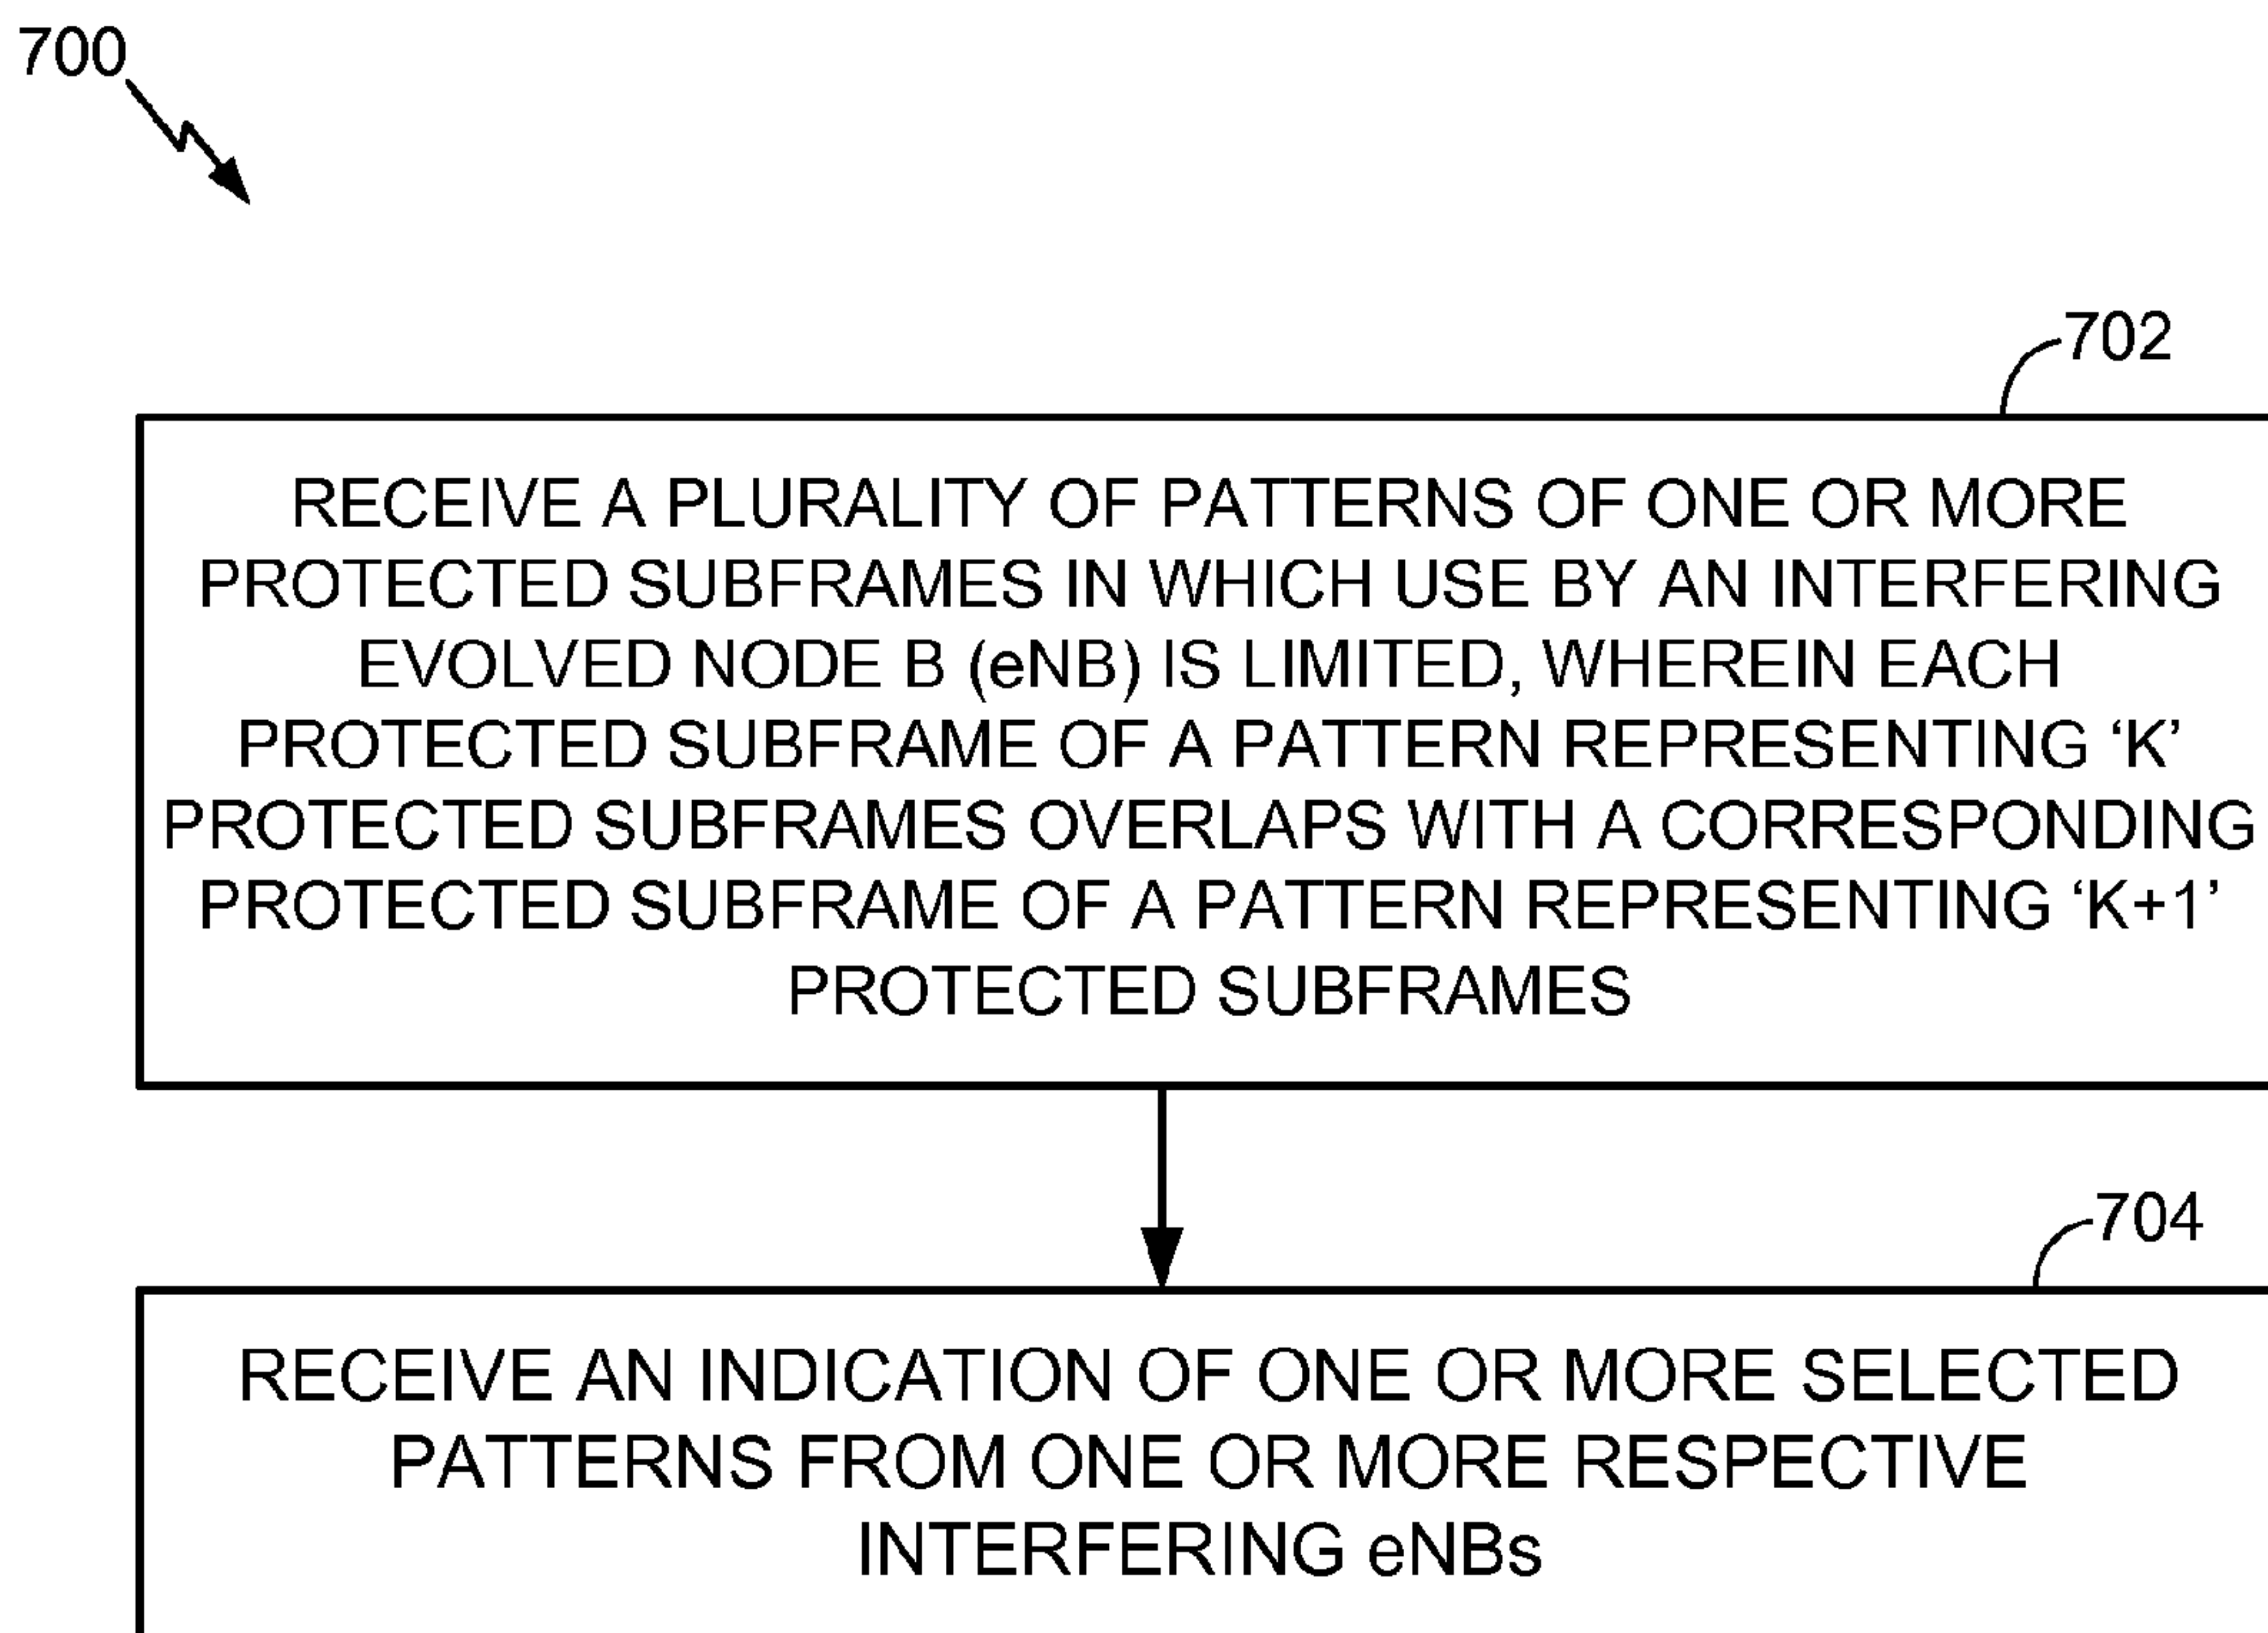 700
702
RECEIVE A PLURALITY OF PATTERNS OF ONE OR MORE
PROTECTED SUBFRAMES IN WHICH USE BY AN INTERFERING
EVOLVED NODE B (eNB) IS LIMITED, WHEREIN EACH
PROTECTED SUBFRAME OF A PATTERN REPRESENTING ‘K’
PROTECTED SUBFRAMES OVERLAPS WITH A CORRESPONDING
PROTECTED SUBFRAME OF A PATTERN REPRESENTING ‘K+1’
PROTECTED SUBFRAMES
704
RECEIVE AN INDICATION OF ONE OR MORE SELECTED
PATTERNS FROM ONE OR MORE RESPECTIVE
INTERFERING eNBs